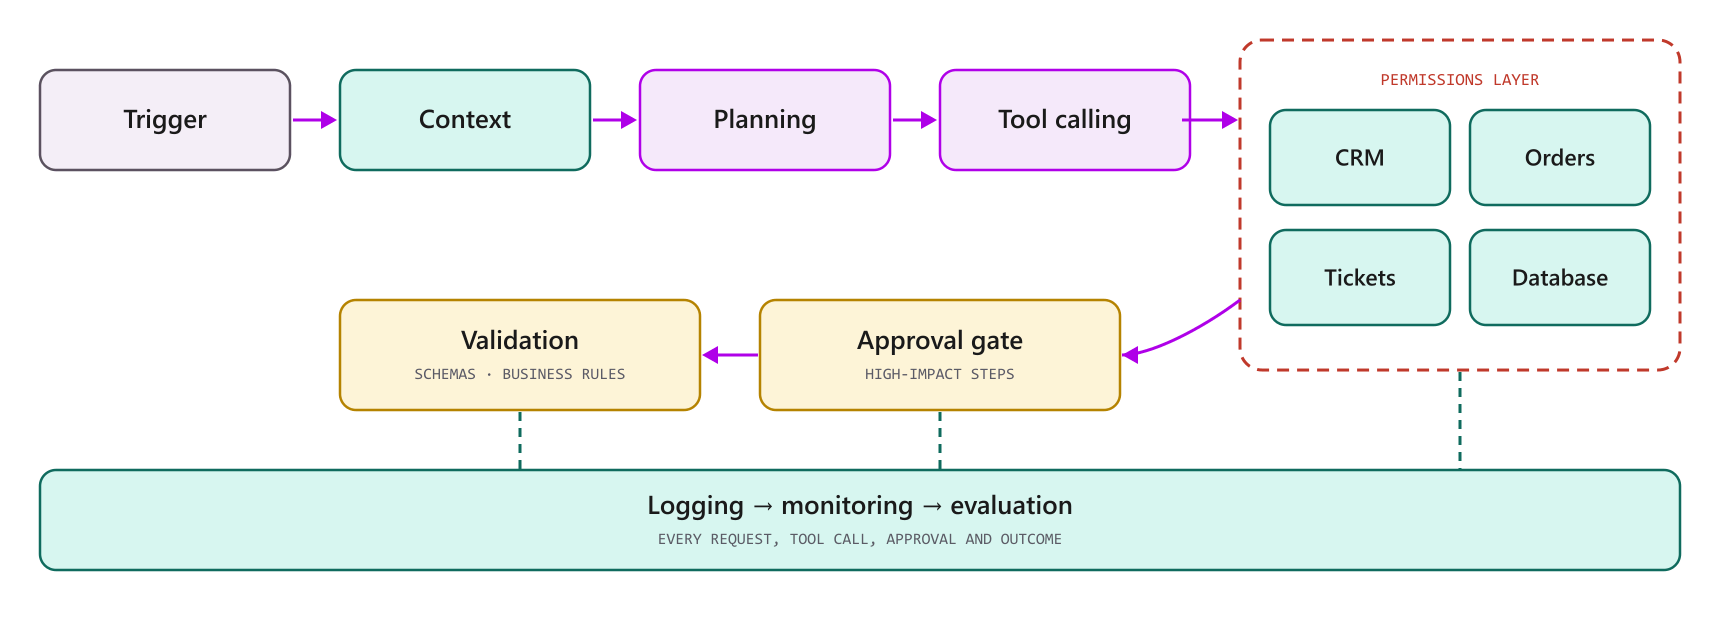 Trigger
Context
Planning
Tool calling
PERMISSIONS LAYER
CRM
Orders
Tickets
Database
Validation
SCHEMAS · BUSINESS RULES
Approval gate
HIGH-IMPACT STEPS
Logging → monitoring → evaluation
EVERY REQUEST, TOOL CALL, APPROVAL AND OUTCOME